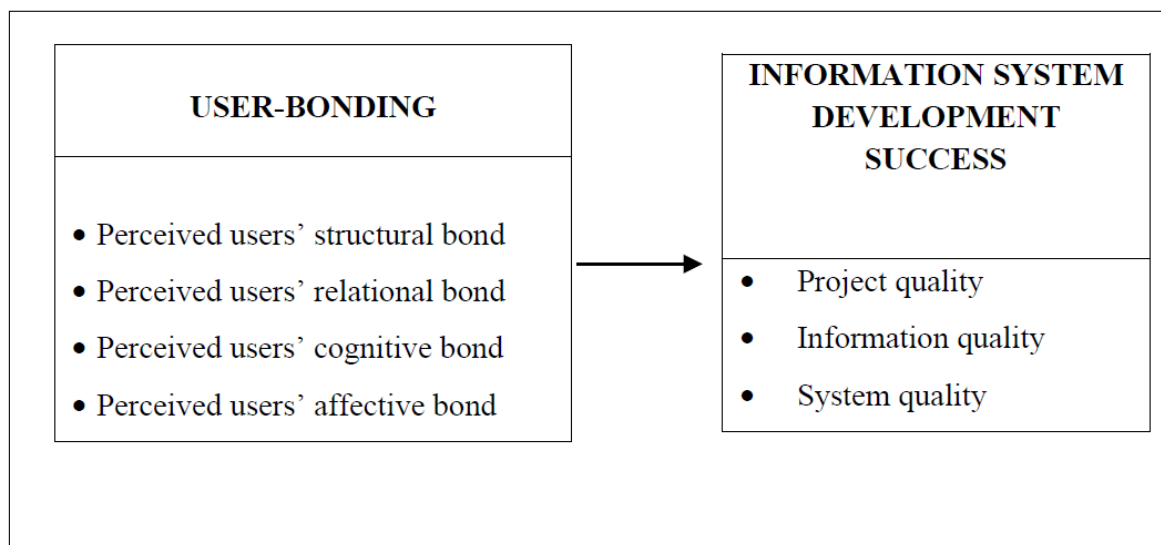 USER-BONDING
• Perceived users’ structural bond
• Perceived users’ relational bond
• Perceived users’ cognitive bond
• Perceived users’ affective bond
INFORMATION SYSTEM
DEVELOPMENT
SUCCESS
• Project quality
• Information quality
• System quality